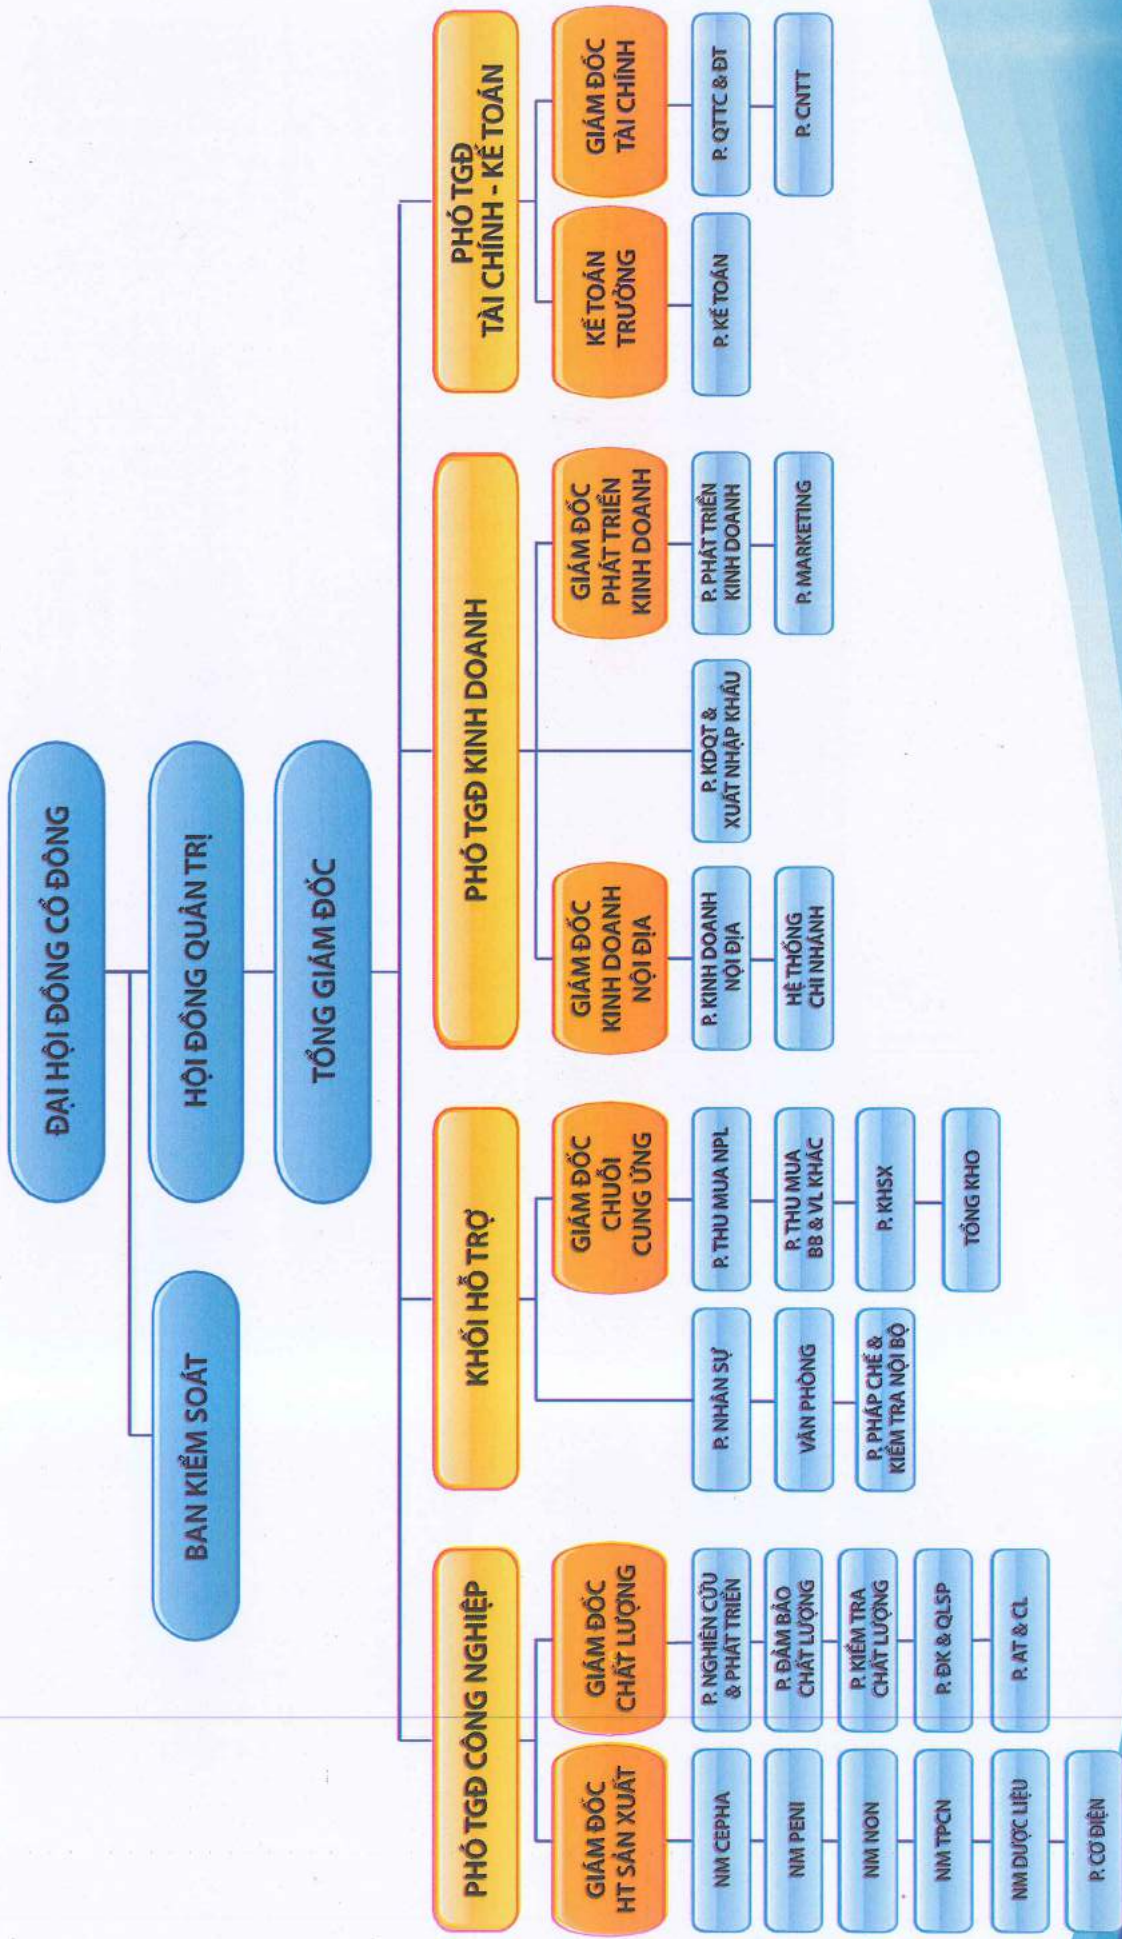 ĐẠI HỘI ĐỒNG CỔ ĐÔNG
BAN KIỂM SOÁT
HỘI ĐỒNG QUẢN TRỊ
TỔNG GIÁM ĐỐC
PHÓ TGĐ CÔNG NGHIỆP
KHỐI HỖ TRỢ
PHÓ TGĐ KINH DOANH
PHÓ TGĐ
TÀI CHÍNH - KẾ TOÁN
GIÁM ĐỐC
HT SẢN XUẤT
NM CEPHA
NM PENI
NM NON
NM TPCN
NM DƯỢC LIỆU
P. CƠ ĐIỆN
GIÁM ĐỐC
CHẤT LƯỢNG
P. NGHIÊN CỨU
& PHÁT TRIỂN
P. ĐẢM BẢO
CHẤT LƯỢNG
P. KIỂM TRA
CHẤT LƯỢNG
P. ĐK & QLSP
P. AT & CL
P. NHÂN SỰ
VĂN PHÒNG
P. PHÁP CHẾ &
KIỂM TRA NỘI BỘ
GIÁM ĐỐC
CHUỖI
CUNG ỨNG
P. THU MUA NPL
P. THU MUA
BB & VL KHÁC
P. KHSX
TỔNG KHO
GIÁM ĐỐC
KINH DOANH
NỘI ĐỊA
P. KINH DOANH
NỘI ĐỊA
HỆ THỐNG
CHI NHÁNH
P. KDQT &
XUẤT NHẬP KHẨU
GIÁM ĐỐC
PHÁT TRIỂN
KINH DOANH
P. PHÁT TRIỂN
KINH DOANH
P. MARKETING
KẾ TOÁN
TRƯỞNG
P. KẾ TOÁN
GIÁM ĐỐC
TÀI CHÍNH
P. QTTC & ĐT
P. CNTT